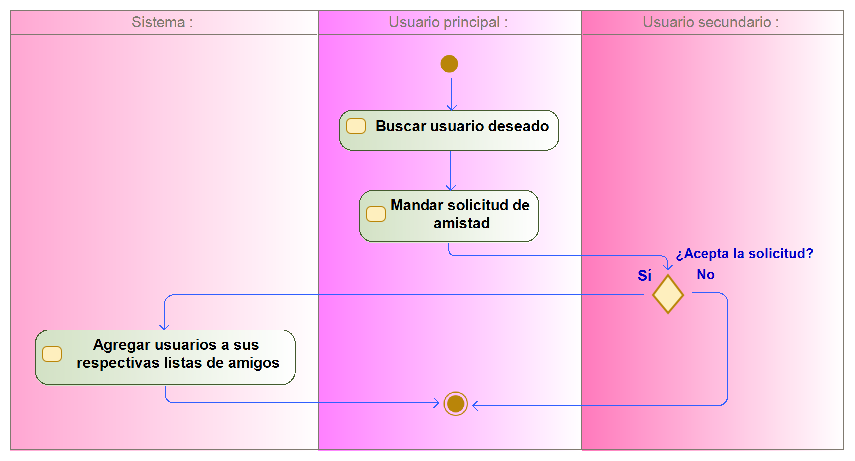 Sistema :
Usuario principal :
Usuario secundario :
Buscar usuario deseado
Mandar solicitud de
amistad
¿Acepta la solicitud?
Sí
No
Agregar usuarios a sus
respectivas listas de amigos